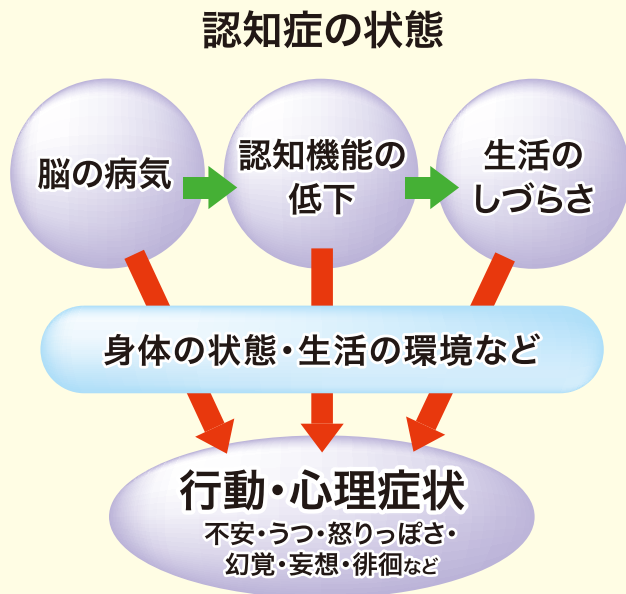 認知症の状態
脳の病気
認知機能の
低下
生活の
しづらさ
身体の状態・生活の環境など
行動・心理症状
不安・うつ・怒りっぽさ・
幻覚・妄想・徘徊など